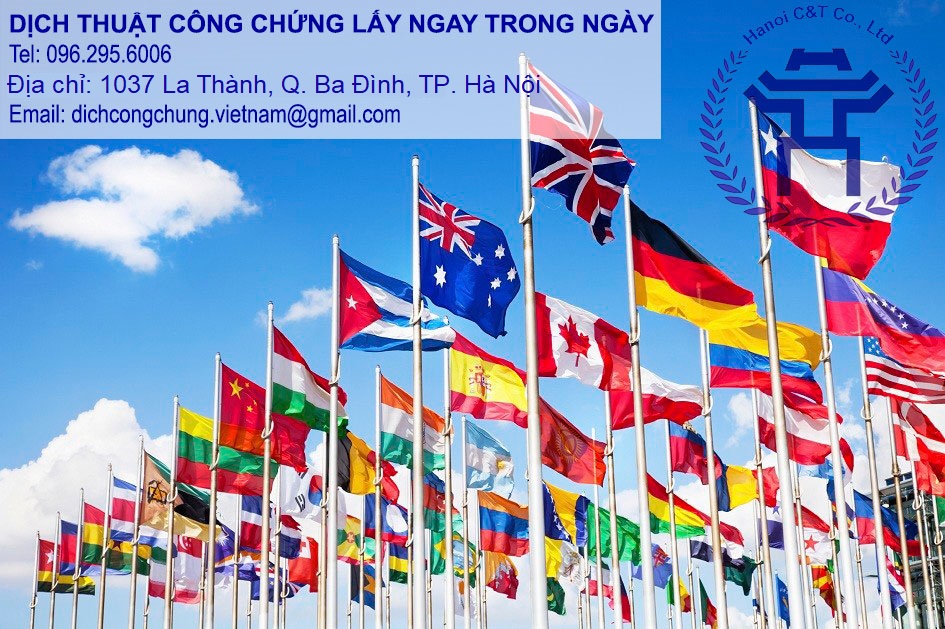 DỊCH THUẬT CÔNG CHỨNG LẤY NGAY TRONG NGÀY
Tel: 096.295.6006
Địa chỉ: 1037 La Thành, Q. Ba Đình, TP. Hà Nội
Email: dichcongchung.vietnam@gmail.com
Hanoi C&T Co., Ltd